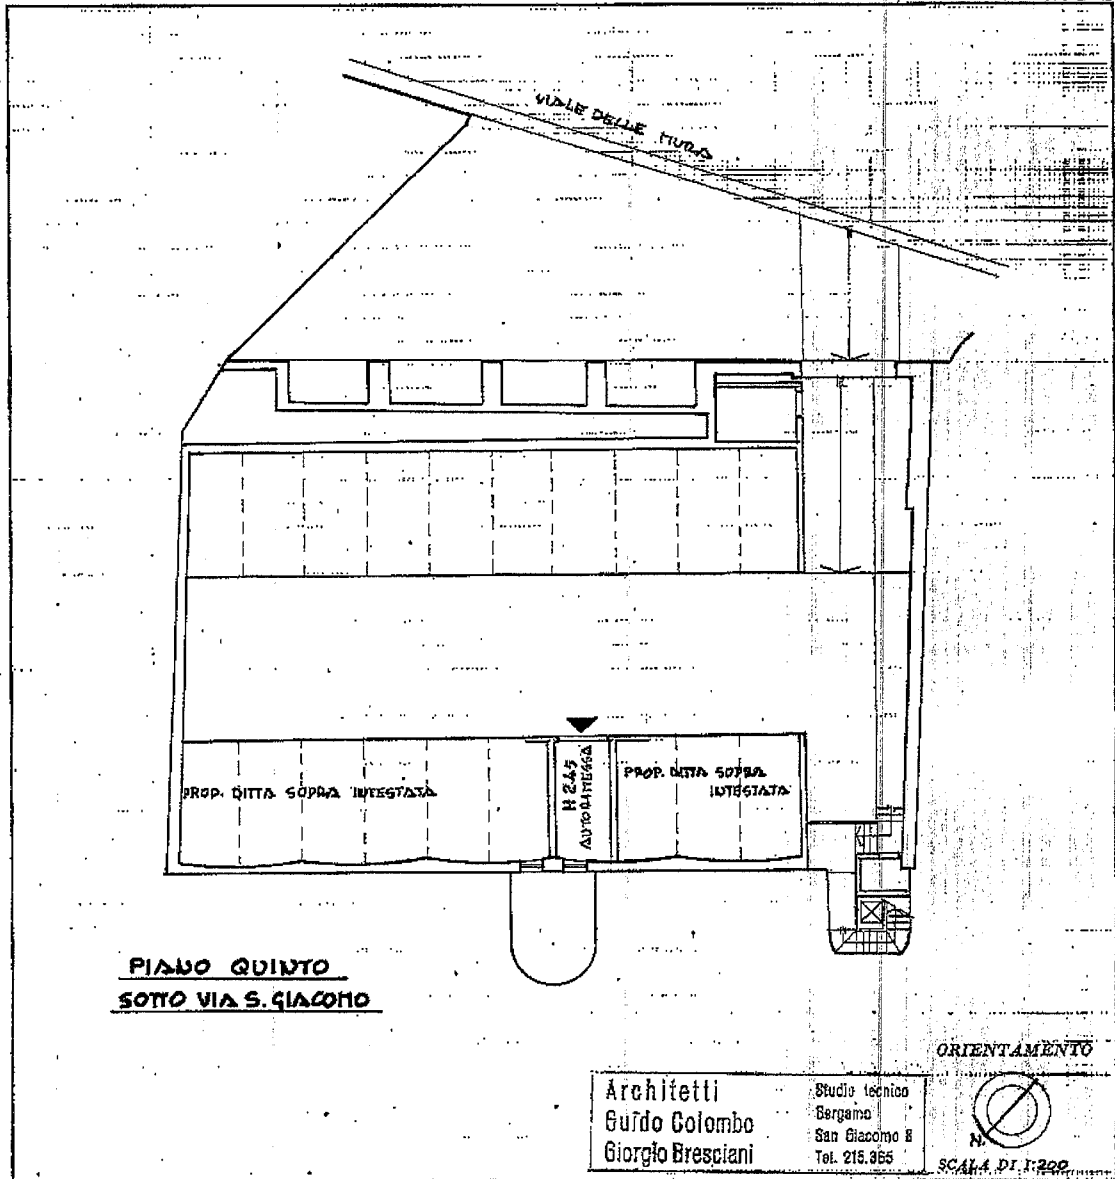 VIALE DELLE MURA
PROP. DITTA SOPRA INTESTATA
H 2.45
AUTORIMESSA
PROP. DITTA SOPRA
INTESTATA
PIANO QUINTO
SOTTO VIA S. GIACOMO
ORIENTAMENTO
N.
SCALA DI 1:200
Architetti
Guido Colombo
Giorgio Bresciani
Studio tecnico
Bergamo
San Giacomo 8
Tel. 215.365